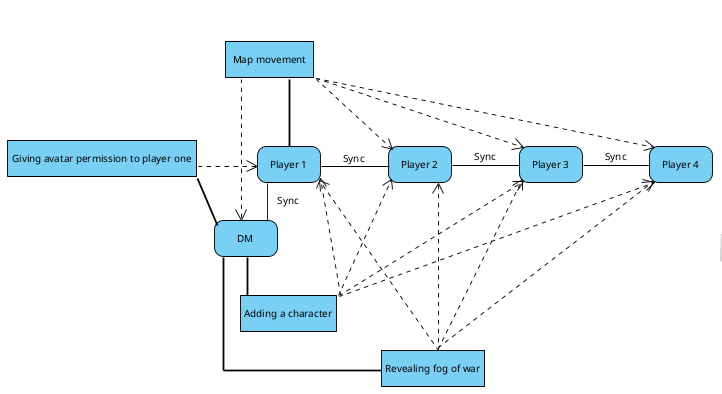 Map movement
Giving avatar permission to player one
Player 1
Sync
Player 2
Sync
Player 3
Sync
Player 4
Sync
DM
Adding a character
Revealing fog of war